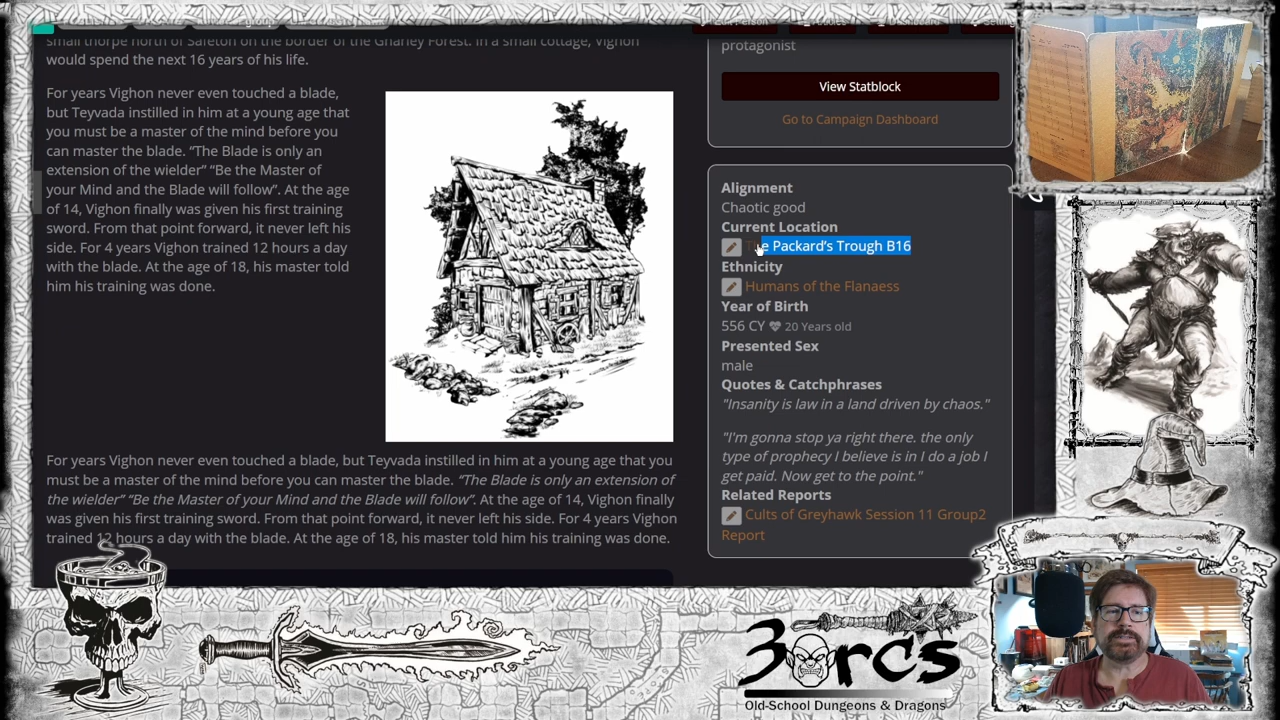 small thorpe north of Safeton on the border of the Gnarley Forest. In a small cottage, Vighon
would spend the next 16 years of his life.
For years Vighon never even touched a blade,
but Teyvada instilled in him at a young age that
you must be a master of the mind before you
can master the blade. “The Blade is only an
extension of the wielder” “Be the Master of
your Mind and the Blade will follow”. At the age
of 14, Vighon finally was given his first training
sword. From that point forward, it never left his
side. For 4 years Vighon trained 12 hours a day
with the blade. At the age of 18, his master told
him his training was done.
For years Vighon never even touched a blade, but Teyvada instilled in him at a young age that you
must be a master of the mind before you can master the blade. “The Blade is only an extension of
the wielder” “Be the Master of your Mind and the Blade will follow”. At the age of 14, Vighon finally
was given his first training sword. From that point forward, it never left his side. For 4 years Vighon
trained 12 hours a day with the blade. At the age of 18, his master told him his training was done.
protagonist
View Statblock
Go to Campaign Dashboard
Alignment
Chaotic good
Current Location
The Packard’s Trough B16
Ethnicity
Humans of the Flanaess
Year of Birth
556 CY 20 Years old
Presented Sex
male
Quotes & Catchphrases
"Insanity is law in a land driven by chaos."
"I'm gonna stop ya right there. the only
type of prophecy I believe is in I do a job I
get paid. Now get to the point."
Related Reports
Cults of Greyhawk Session 11 Group2
Report
3 orcs
Old-School Dungeons & Dragons